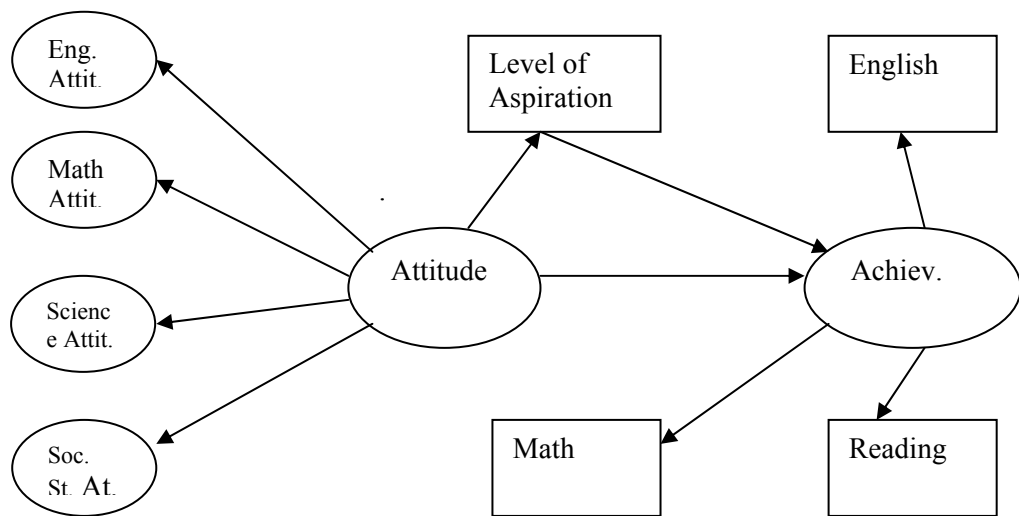 Eng.
Attit.
Level of
Aspiration
English
Math
Attit.
Attitude
Achiev.
Scienc
e Attit.
Soc.
St. At.
Math
Reading